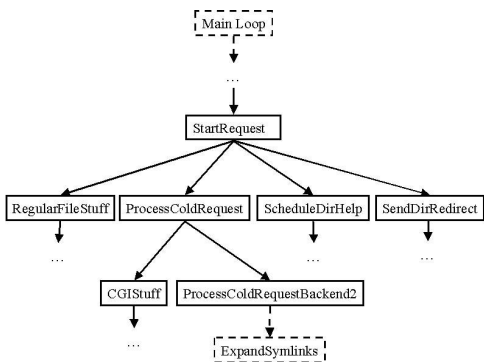 Main Loop
...
StartRequest
RegularFileStuff
ProcessColdRequest
ScheduleDirHelp
SendDirRedirect
...
...
...
CGIStuff
ProcessColdRequestBackend2
...
ExpandSymlinks